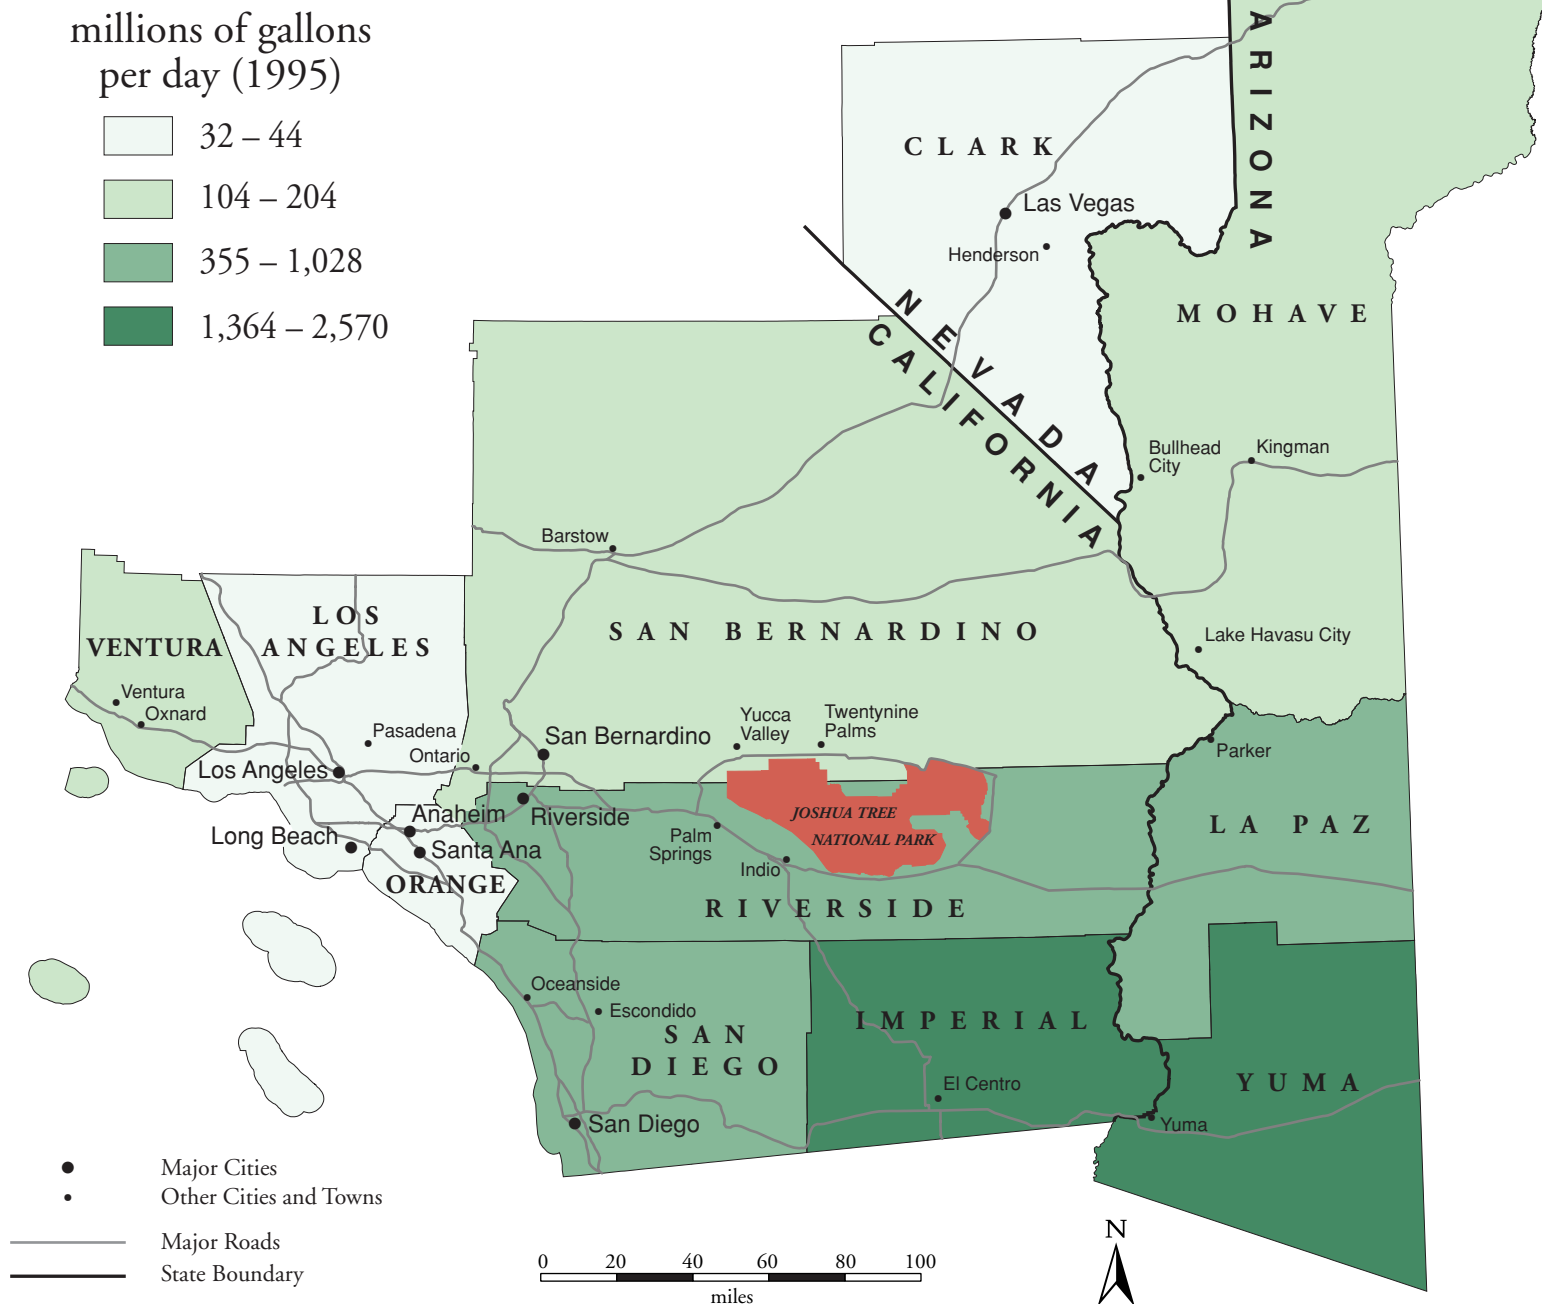 millions of gallons
per day (1995)
32 – 44
104 – 204
355 – 1,028
1,364 – 2,570
ARIZONA
CLARK
Las Vegas
Henderson
NEVADA
CALIFORNIA
MOHAVE
Bullhead
City
Kingman
Barstow
LOS
ANGELES
VENTURA
SAN BERNARDINO
Lake Havasu City
Ventura
Oxnard
Pasadena
Ontario
San Bernardino
Yucca
Valley
Twentynine
Palms
Parker
Los Angeles
Anaheim
Riverside
JOSHUA TREE
NATIONAL PARK
LA PAZ
Long Beach
Santa Ana
Palm
Springs
Indio
ORANGE
RIVERSIDE
Oceanside
Escondido
SAN
DIEGO
IMPERIAL
El Centro
YUMA
San Diego
Yuma
Major Cities
Other Cities and Towns
Major Roads
State Boundary
0 20 40 60 80 100
miles
N